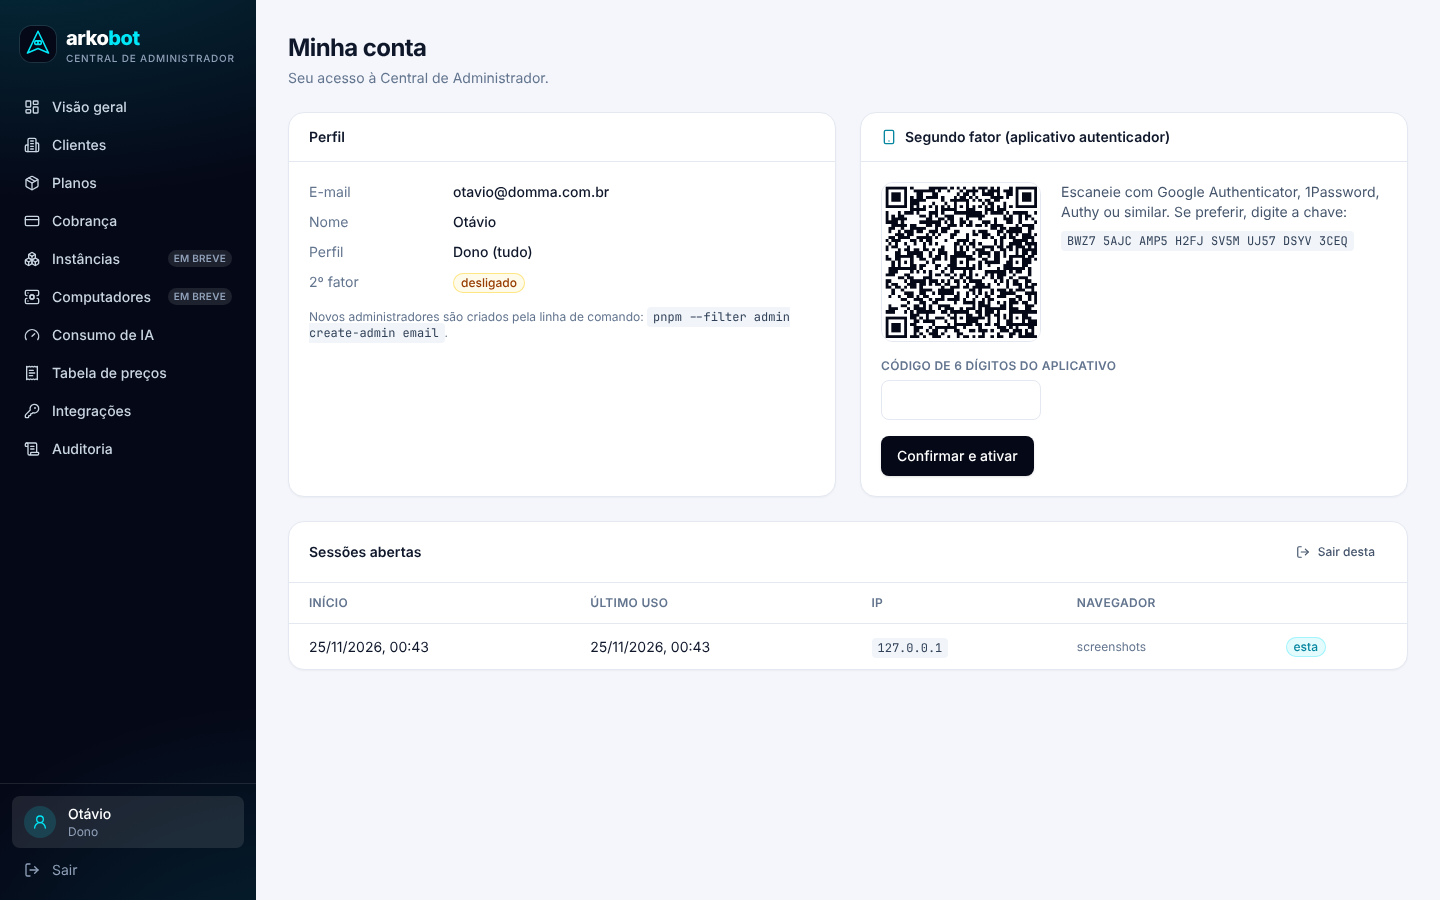 arkobot
CENTRAL DE ADMINISTRADOR
Visão geral
Clientes
Planos
Cobrança
Instâncias EM BREVE
Computadores EM BREVE
Consumo de IA
Tabela de preços
Integrações
Auditoria
Otávio
Dono
Sair
Minha conta
Seu acesso à Central de Administrador.
Perfil
E-mail otavio@domma.com.br
Nome Otávio
Perfil Dono (tudo)
2º fator desligado
Novos administradores são criados pela linha de comando: pnpm --filter admin
create-admin email .
Segundo fator (aplicativo autenticador)
Escaneie com Google Authenticator, 1Password,
Authy ou similar. Se preferir, digite a chave:
BWZ7 5AJC AMP5 H2FJ SV5M UJ57 DSYV 3CEQ
CÓDIGO DE 6 DÍGITOS DO APLICATIVO
Confirmar e ativar
Sessões abertas Sair desta
INÍCIO ÚLTIMO USO IP NAVEGADOR
25/11/2026, 00:43 25/11/2026, 00:43 127.0.0.1 screenshots esta